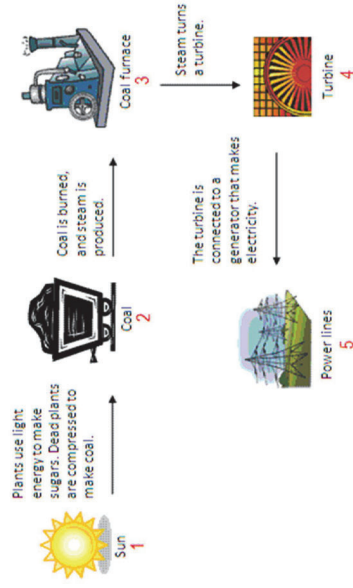 Sun
1
Plants use light
energy to make
sugars. Dead plants
are compressed to
make coal.
Coal
2
Coal is burned,
and steam is
produced.
Coal furnace
3
Steam turns
a turbine.
Turbine
4
The turbine is
connected to a
generator that makes
electricity.
Power lines
5